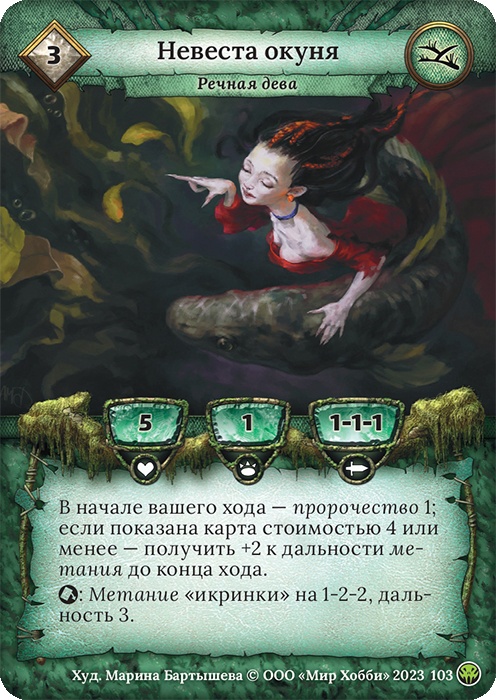 3
Невеста окуня
Речная дева
5
1
1-1-1
В начале вашего хода — пророчество 1;
если показана карта стоимостью 4 или
менее — получить +2 к дальности ме-
тания до конца хода.
: Метание «икринки» на 1-2-2, даль-
ность 3.
Худ. Марина Бартышева © ООО «Мир Хобби» 2023 103